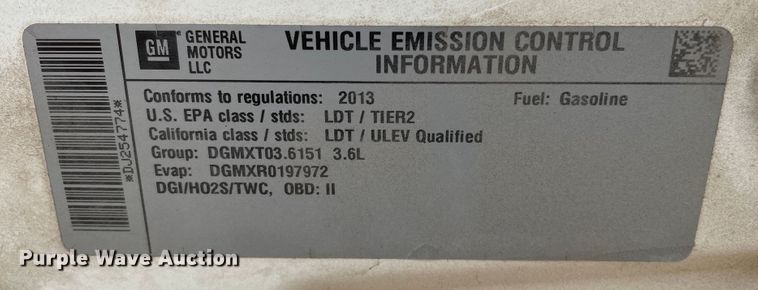 *DJ254774*
GM
GENERAL
MOTORS
LLC
VEHICLE EMISSION CONTROL
INFORMATION
Conforms to regulations: 2013 Fuel: Gasoline
U.S. EPA class / stds: LDT / TIER2
California class / stds: LDT / ULEV Qualified
Group: DGMXT03.6151 3.6L
Evap: DGMXR0197972
DGI/HO2S/TWC, OBD: II
Purple Wave Auction